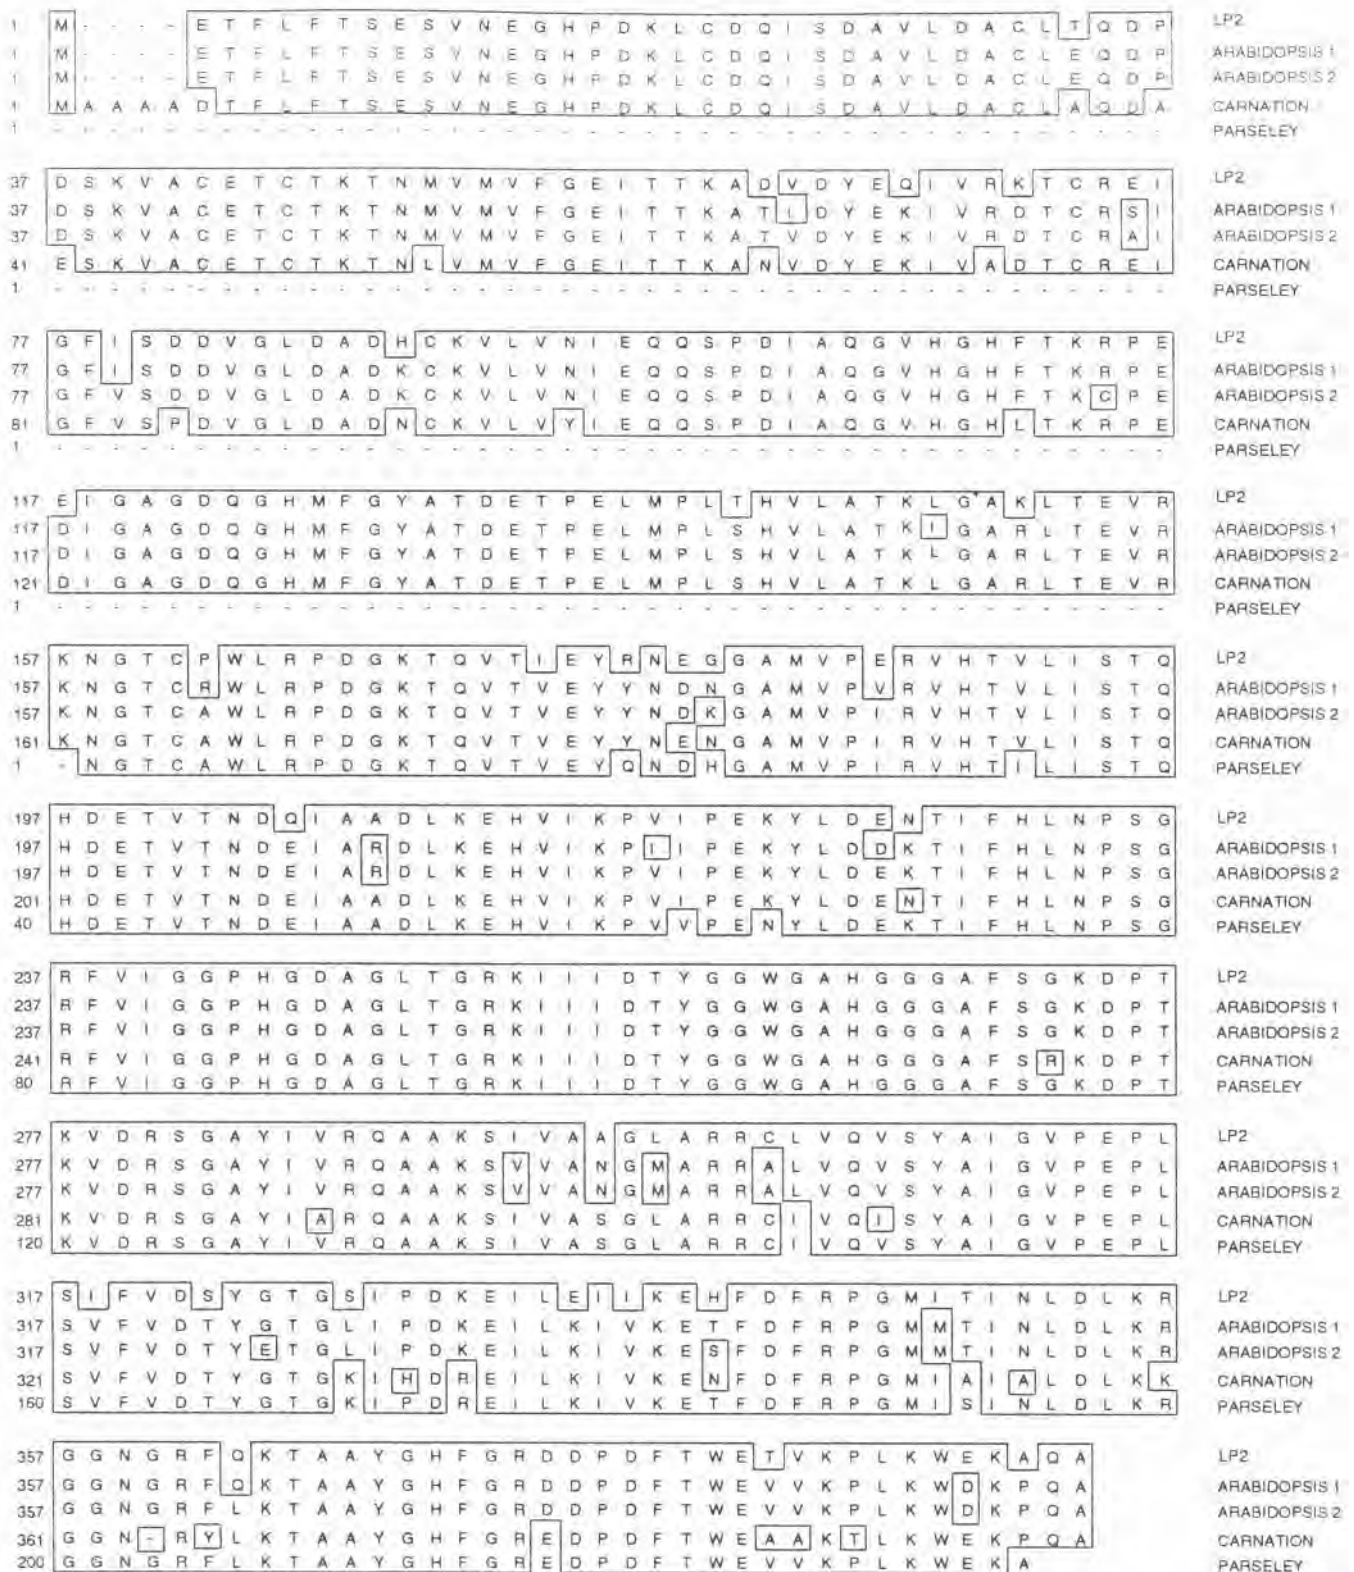 1 M - - - - E T F L F T S E S V N E G H P D K L C D Q I S D A V L D A C L T Q D P LP2
1 M - - - - E T F L F T S E S Y N E G H P D K L C D Q I S D A V L D A C L E Q D P ARABIDOPSIS 1
1 M - - - - E T F L F T S E S V N E G H P D K L C D Q I S D A V L D A C L E Q D P ARABIDOPSIS 2
1 M A A A A D T F L F T S E S V N E G H P D K L C D Q I S D A V L D A C L A Q D A CARNATION
1 - - - - - - - - - - - - - - - - - - - - - - - - - - - - - - - - - - - - - - - - PARSELEY
37 D S K V A C E T C T K T N M V M V F G E I T T K A D V D Y E Q I V R K T C R E I LP2
37 D S K V A C E T C T K T N M V M V F G E I T T K A T I D Y E K I V R D T C R S I ARABIDOPSIS 1
37 D S K V A C E T C T K T N M V M V F G E I T T K A T V D Y E K I V R D T C R A I ARABIDOPSIS 2
41 E S K V A C E T C T K T N L V M V F G E I T T K A N V D Y E K I V A D T C R E I CARNATION
1 - - - - - - - - - - - - - - - - - - - - - - - - - - - - - - - - - - - - - - - - PARSELEY
77 G F I S D D V G L D A D H C K V L V N I E Q Q S P D I A Q G V H G H F T K R P E LP2
77 G F I S D D V G L D A D K C K V L V N I E Q Q S P D I A Q G V H G H F T K R P E ARABIDOPSIS 1
77 G F V S D D V G L D A D K C K V L V N I E Q Q S P D I A Q G V H G H F T K C P E ARABIDOPSIS 2
81 G F V S P D V G L D A D N C K V L V Y I E Q Q S P D I A Q G V H G H L T K R P E CARNATION
1 - - - - - - - - - - - - - - - - - - - - - - - - - - - - - - - - - - - - - - - - PARSELEY
117 E I G A G D Q G H M F G Y A T D E T P E L M P L T H V L A T K L G A K L T E V R LP2
117 D I G A G D Q G H M F G Y A T D E T P E L M P L S H V L A T K I G A R L T E V R ARABIDOPSIS 1
117 D I G A G D Q G H M F G Y A T D E T P E L M P L S H V L A T K L G A R L T E V R ARABIDOPSIS 2
121 D I G A G D Q G H M F G Y A T D E T P E L M P L S H V L A T K L G A R L T E V R CARNATION
1 - - - - - - - - - - - - - - - - - - - - - - - - - - - - - - - - - - - - - - - - PARSELEY
157 K N G T C P W L R P D G K T Q V T I E Y R N E G G A M V P E R V H T V L I S T Q LP2
157 K N G T C R W L R P D G K T Q V T V E Y Y N D N G A M V P V R V H T V L I S T Q ARABIDOPSIS 1
157 K N G T C A W L R P D G K T Q V T V E Y Y N D K G A M V P I R V H T V L I S T Q ARABIDOPSIS 2
161 K N G T C A W L R P D G K T Q V T V E Y Y N E N G A M V P I R V H T V L I S T Q CARNATION
1 - N G T C A W L R P D G K T Q V T V E Y Q N D H G A M V P I R V H T I L I S T Q PARSELEY
197 H D E T V T N D Q I A A D L K E H V I K P V I P E K Y L D E N T I F H L N P S G LP2
197 H D E T V T N D E I A R D L K E H V I K P I I P E K Y L D D K T I F H L N P S G ARABIDOPSIS 1
197 H D E T V T N D E I A R D L K E H V I K P V I P E K Y L D E K T I F H L N P S G ARABIDOPSIS 2
201 H D E T V T N D E I A A D L K E H V I K P V I P E K Y L D E N T I F H L N P S G CARNATION
40 H D E T V T N D E I A A D L K E H V I K P V V P E N Y L D E K T I F H L N P S G PARSELEY
237 R F V I G G P H G D A G L T G R K I I I D T Y G G W G A H G G G A F S G K D P T LP2
237 R F V I G G P H G D A G L T G R K I I I D T Y G G W G A H G G G A F S G K D P T ARABIDOPSIS 1
237 R F V I G G P H G D A G L T G R K I I I D T Y G G W G A H G G G A F S G K D P T ARABIDOPSIS 2
241 R F V I G G P H G D A G L T G R K I I I D T Y G G W G A H G G G A F S R K D P T CARNATION
80 R F V I G G P H G D A G L T G R K I I I D T Y G G W G A H G G G A F S G K D P T PARSELEY
277 K V D R S G A Y I V R Q A A K S I V A A G L A R R C L V Q V S Y A I G V P E P L LP2
277 K V D R S G A Y I V R Q A A K S V V A N G M A R R A L V Q V S Y A I G V P E P L ARABIDOPSIS 1
277 K V D R S G A Y I V R Q A A K S V V A N G M A R R A L V Q V S Y A I G V P E P L ARABIDOPSIS 2
281 K V D R S G A Y I A R Q A A K S I V A S G L A R R C I V Q I S Y A I G V P E P L CARNATION
120 K V D R S G A Y I V R Q A A K S I V A S G L A R R C I V Q V S Y A I G V P E P L PARSELEY
317 S I F V D S Y G T G S I P D K E I L E I I K E H F D F R P G M I T I N L D L K R LP2
317 S V F V D T Y G T G L I P D K E I L K I V K E T F D F R P G M M T I N L D L K R ARABIDOPSIS 1
317 S V F V D T Y E T G L I P D K E I L K I V K E S F D F R P G M M T I N L D L K R ARABIDOPSIS 2
321 S V F V D T Y G T G K I H D R E I L K I V K E N F D F R P G M I A I A L D L K K CARNATION
160 S V F V D T Y G T G K I P D R E I L K I V K E T F D F R P G M I S I N L D L K R PARSELEY
357 G G N G R F Q K T A A Y G H F G R D D P D F T W E T V K P L K W E K A Q A LP2
357 G G N G R F Q K T A A Y G H F G R D D P D F T W E V V K P L K W D K P Q A ARABIDOPSIS 1
357 G G N G R F L K T A A Y G H F G R D D P D F T W E V V K P L K W D K P Q A ARABIDOPSIS 2
361 G G N - R Y L K T A A Y G H F G R E D P D F T W E A A K T L K W E K P Q A CARNATION
200 G G N G R F L K T A A Y G H F G R E D P D F T W E V V K P L K W E K A PARSELEY